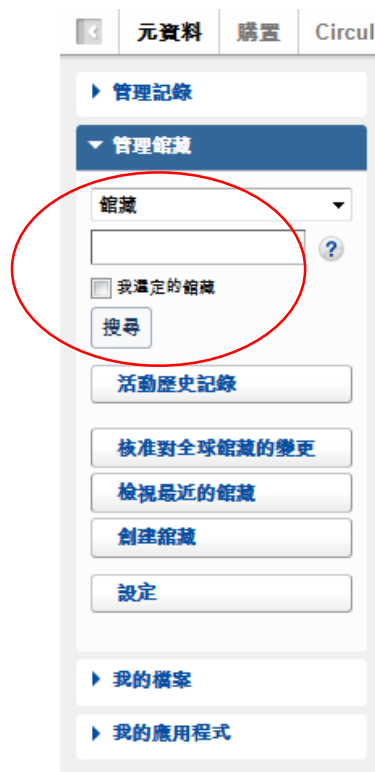 元資料 購置 Circul
管理記錄
管理館藏
館藏
?
我選定的館藏
搜尋
活動歷史記錄
核准對全球館藏的變更
檢視最近的館藏
創建館藏
設定
我的檔案
我的應用程式